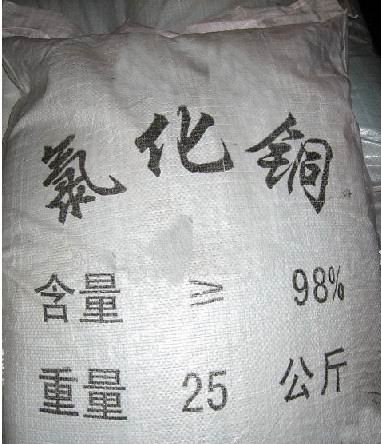 氯化铜
含量 ≥ 98%
重量 25 公斤